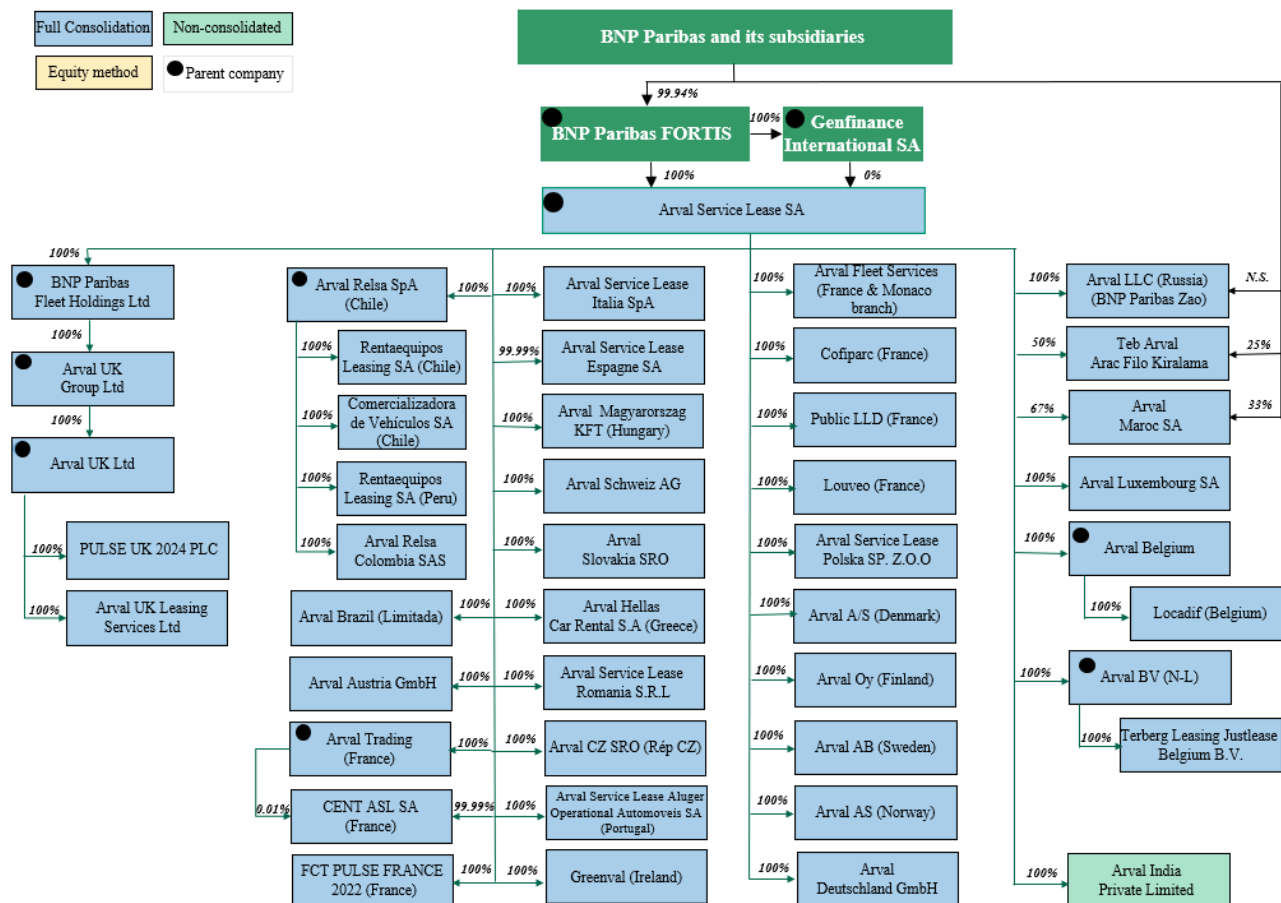 Full Consolidation
Non-consolidated
Equity method
Parent company
BNP Paribas and its subsidiaries
99.94%
BNP Paribas FORTIS
100%
Genfinance
International SA
100%
0%
Arval Service Lease SA
100%
BNP Paribas
Fleet Holdings Ltd
100%
Arval UK
Group Ltd
100%
Arval UK Ltd
100%
PULSE UK 2024 PLC
100%
Arval UK Leasing
Services Ltd
Arval Relsa SpA
(Chile)
100%
100%
Rentaequipos
Leasing SA (Chile)
100%
Comercializadora
de Vehículos SA
(Chile)
100%
Rentaequipos
Leasing SA (Peru)
100%
Arval Relsa
Colombia SAS
Arval Brazil (Limitada)
100%
Arval Austria GmbH
100%
Arval Trading
(France)
100%
0.01%
CENT ASL SA
(France)
99.99%
FCT PULSE FRANCE
2022 (France)
100%
100%
Arval Service Lease
Italia SpA
99.99%
Arval Service Lease
Espagne SA
100%
Arval Magyarorszag
KFT (Hungary)
100%
Arval Schweiz AG
100%
Arval
Slovakia SRO
100%
Arval Hellas
Car Rental S.A (Greece)
100%
Arval Service Lease
Romania S.R.L
100%
Arval CZ SRO (Rép CZ)
100%
Arval Service Lease Aluger
Operational Automoveis SA
(Portugal)
100%
Greenval (Ireland)
100%
Arval Fleet Services
(France & Monaco
branch)
100%
Cofiparc (France)
100%
Public LLD (France)
100%
Louveo (France)
100%
Arval Service Lease
Polska SP. Z.O.O
100%
Arval A/S (Denmark)
100%
Arval Oy (Finland)
100%
Arval AB (Sweden)
100%
Arval AS (Norway)
100%
Arval
Deutschland GmbH
100%
Arval LLC (Russia)
(BNP Paribas Zao)
N.S.
50%
Teb Arval
Arac Filo Kiralama
25%
67%
Arval
Maroc SA
33%
100%
Arval Luxembourg SA
100%
Arval Belgium
100%
Locadif (Belgium)
100%
Arval BV (N-L)
100%
Terberg Leasing Justlease
Belgium B.V.
100%
Arval India
Private Limited